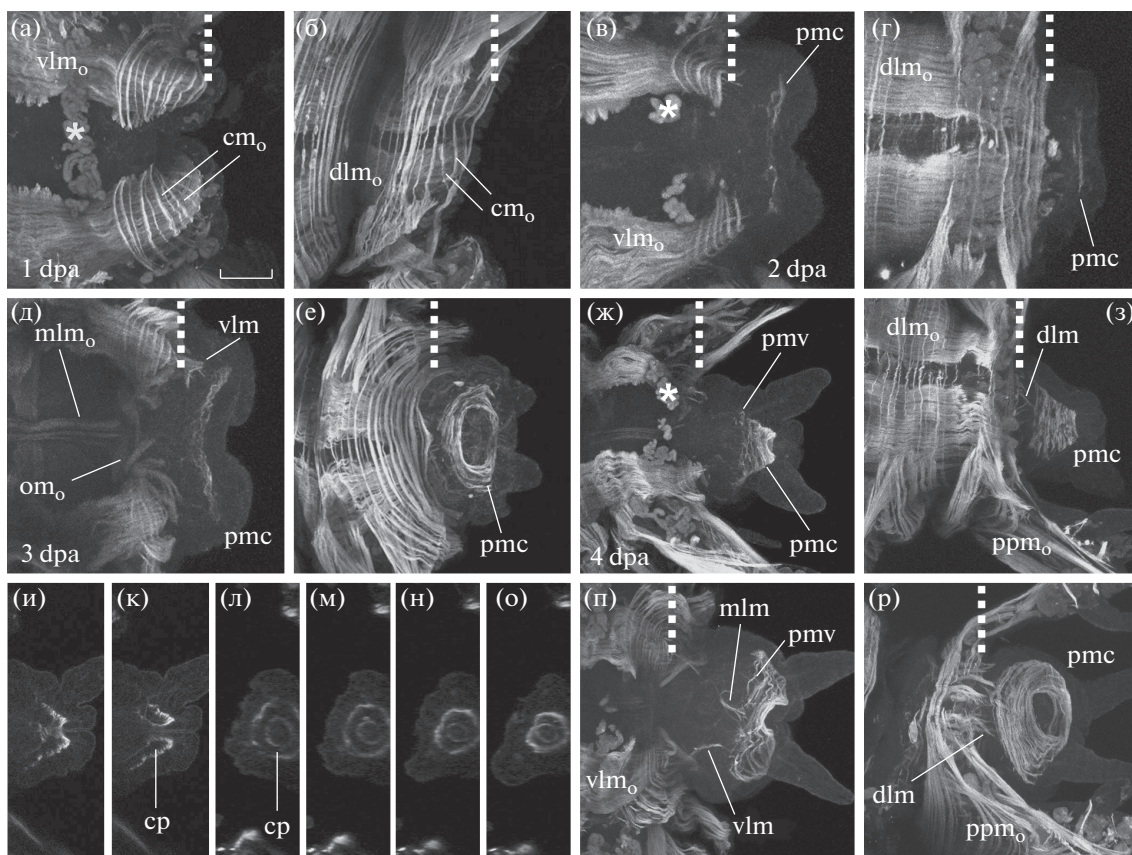 (а)
vlmo
*
cmo
1 dpa
(б)
dlmo
cmo
(в)
pmc
*
vlmo
2 dpa
(г)
dlmo
pmc
(д)
mlmo
vlm
omo
pmc
3 dpa
(е)
pmc
(ж)
pmv
*
pmc
4 dpa
(з)
dlmo
dlm
pmc
ppmo
(и)
(к)
cp
(л)
cp
(м)
(н)
(о)
(п)
mlm
pmv
vlmo
vlm
(р)
pmc
dlm
ppmo